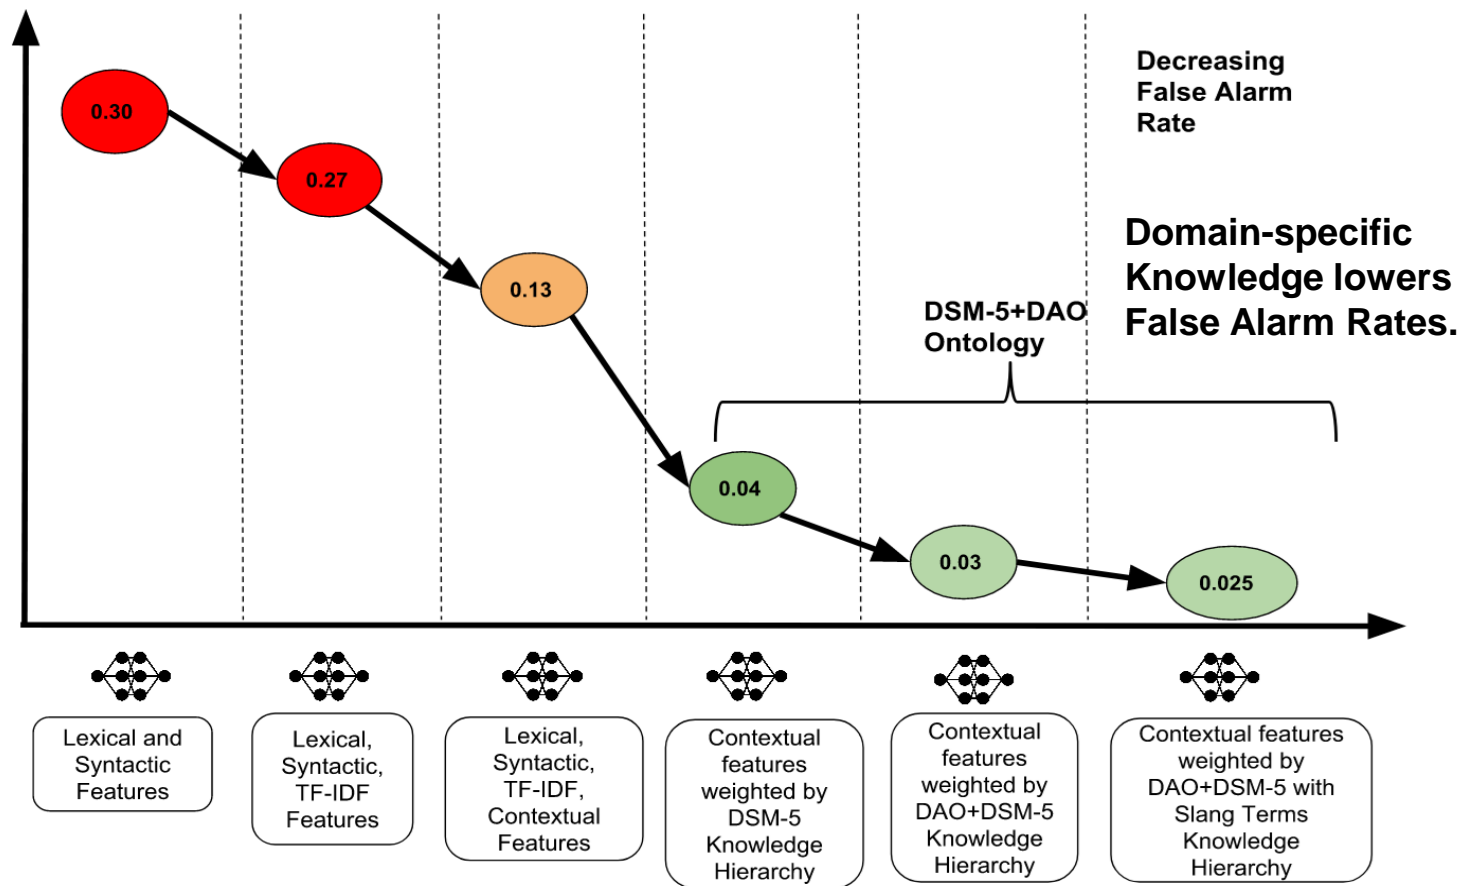 Decreasing
False Alarm
Rate
0.30
0.27
Domain-specific
Knowledge lowers
False Alarm Rates.
0.13
DSM-5+DAO
Ontology
0.04
0.03
0.025
Lexical and
Syntactic
Features
Lexical,
Syntactic,
TF-IDF
Features
Lexical,
Syntactic,
TF-IDF,
Contextual
Features
Contextual
features
weighted by
DSM-5
Knowledge
Hierarchy
Contextual
features
weighted by
DAO+DSM-5
Knowledge
Hierarchy
Contextual features
weighted by
DAO+DSM-5 with
Slang Terms
Knowledge
Hierarchy